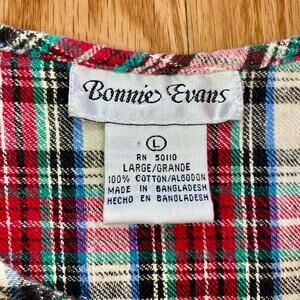 Bonnie Evans
L
RN 50110
LARGE/GRANDE
100% COTTON/ALGODON
MADE IN BANGLADESH
HECHO EN BANGLADESH